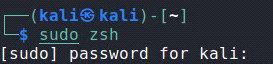 ┌──(kali㉿kali)-[~]
└─$ sudo zsh
[sudo] password for kali: